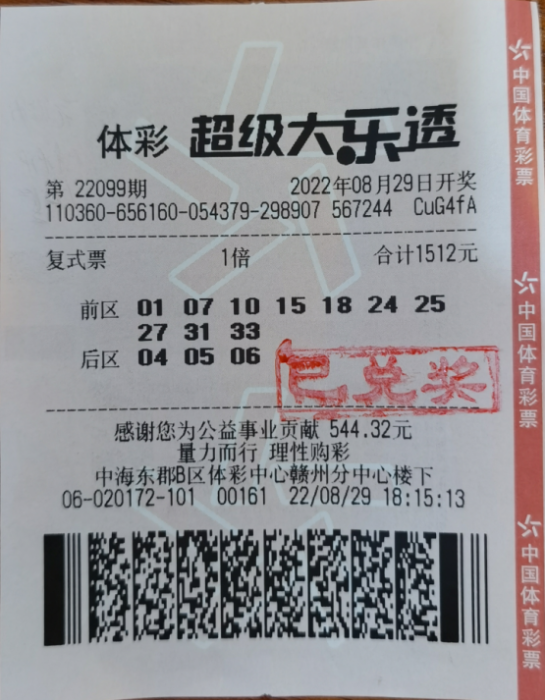 体彩 超级大乐透
第 22099期 2022年08月29日开奖
110360-656160-054379-298907 567244 CuG4fA
复式票 1倍 合计1512元
前区 01 07 10 15 18 24 25
27 31 33
后区 04 05 06
已兑奖
感谢您为公益事业贡献 544.32元
量力而行 理性购彩
中海东郡B区体彩中心赣州分中心楼下
06-020172-101 00161 22/08/29 18:15:13
中国体育彩票
中国体育彩票
中国体育彩票